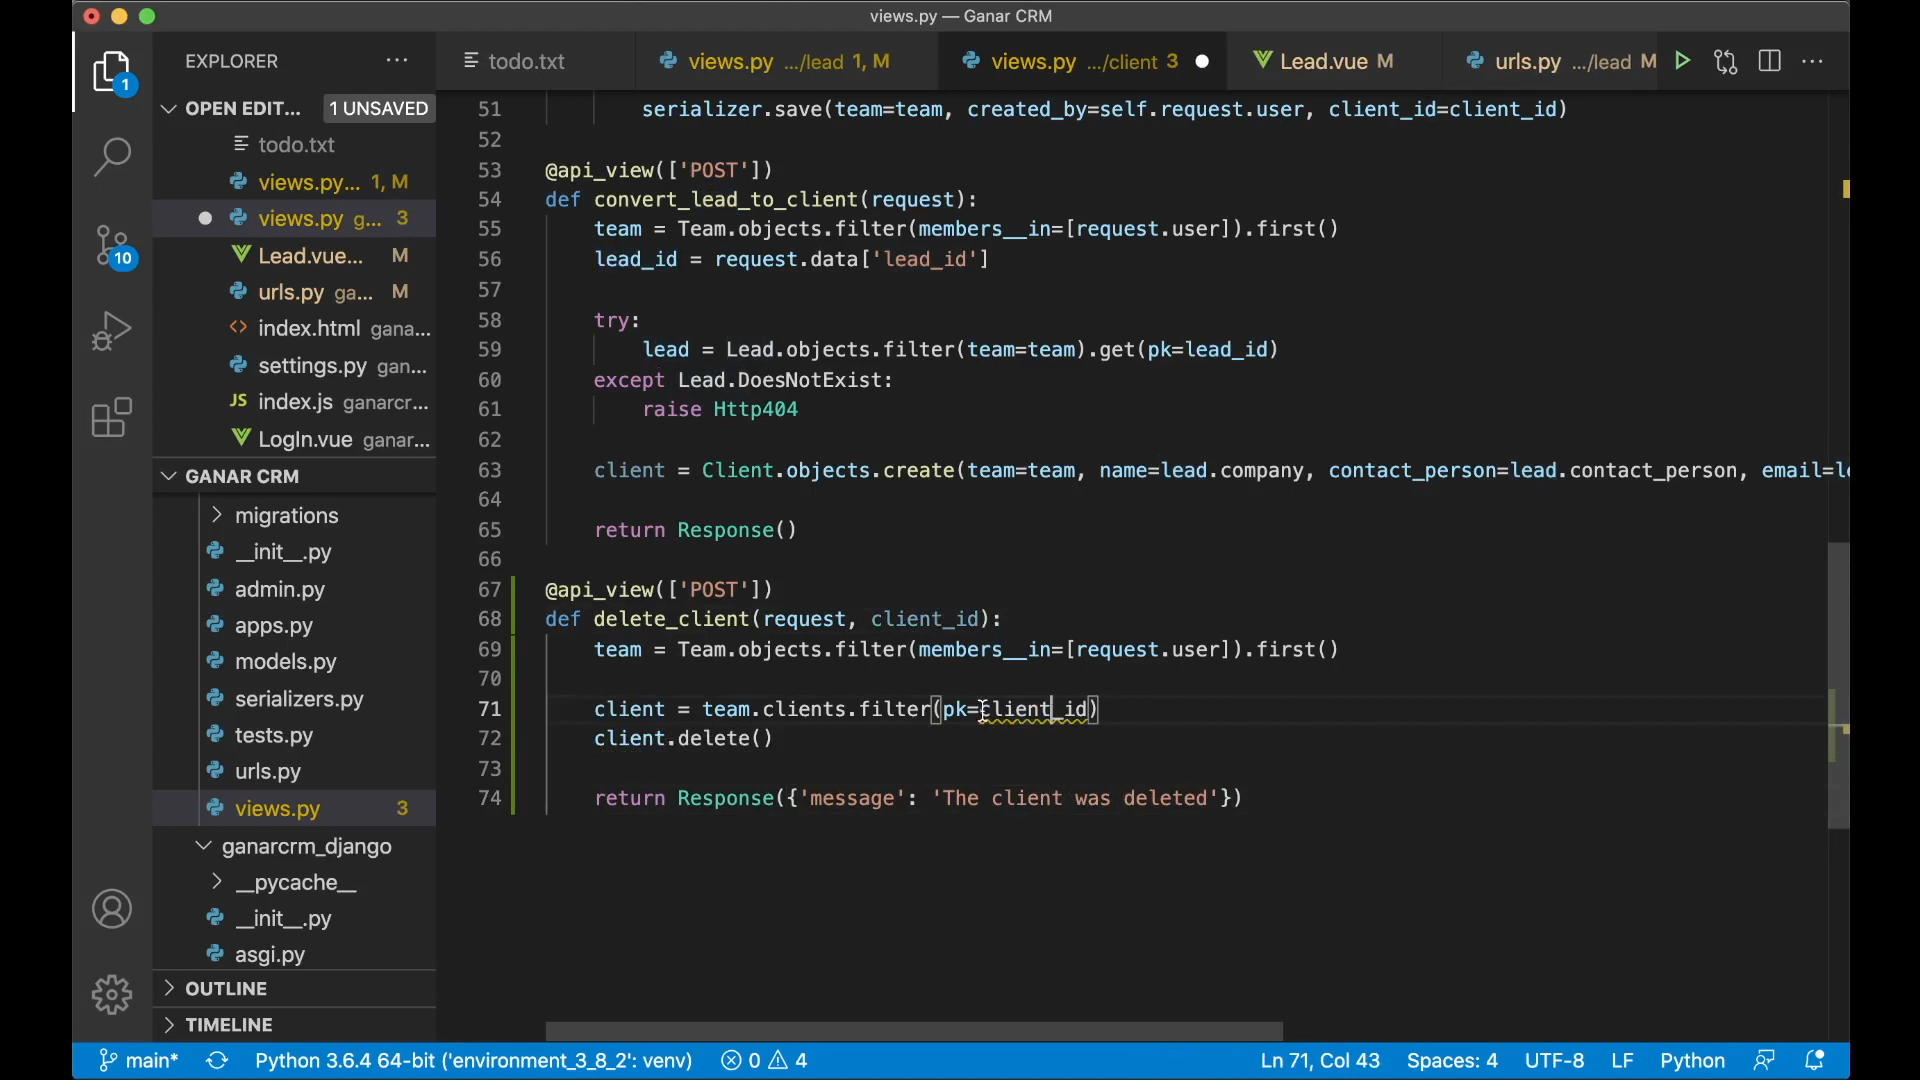 views.py — Ganar CRM
EXPLORER
todo.txt
views.py .../lead 1, M
views.py .../client 3
Lead.vue M
urls.py .../lead M
OPEN EDIT... 1 UNSAVED
todo.txt
views.py... 1, M
views.py g... 3
Lead.vue... M
urls.py ga... M
index.html gana...
settings.py gan...
JS index.js ganarcr...
LogIn.vue ganar...
GANAR CRM
migrations
__init__.py
admin.py
apps.py
models.py
serializers.py
tests.py
urls.py
views.py 3
ganarcrm_django
__pycache__
__init__.py
asgi.py
OUTLINE
TIMELINE
1
10
51 serializer.save(team=team, created_by=self.request.user, client_id=client_id)
52
53 @api_view(['POST'])
54 def convert_lead_to_client(request):
55 team = Team.objects.filter(members__in=[request.user]).first()
56 lead_id = request.data['lead_id']
57
58 try:
59 lead = Lead.objects.filter(team=team).get(pk=lead_id)
60 except Lead.DoesNotExist:
61 raise Http404
62
63 client = Client.objects.create(team=team, name=lead.company, contact_person=lead.contact_person, email=le
64
65 return Response()
66
67 @api_view(['POST'])
68 def delete_client(request, client_id):
69 team = Team.objects.filter(members__in=[request.user]).first()
70
71 client = team.clients.filter(pk=client_id)
72 client.delete()
73
74 return Response({'message': 'The client was deleted'})
main* Python 3.6.4 64-bit ('environment_3_8_2': venv) 0 4 Ln 71, Col 43 Spaces: 4 UTF-8 LF Python